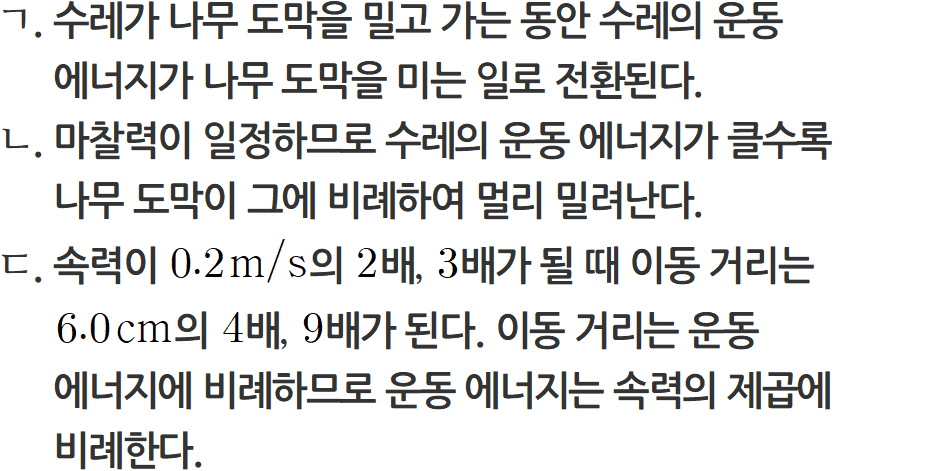 ㄱ. 수레가 나무 도막을 밀고 가는 동안 수레의 운동
에너지가 나무 도막을 미는 일로 전환된다.
ㄴ. 마찰력이 일정하므로 수레의 운동 에너지가 클수록
나무 도막이 그에 비례하여 멀리 밀려난다.
ㄷ. 속력이 0.2m/s의 2배, 3배가 될 때 이동 거리는
6.0cm의 4배, 9배가 된다. 이동 거리는 운동
에너지에 비례하므로 운동 에너지는 속력의 제곱에
비례한다.